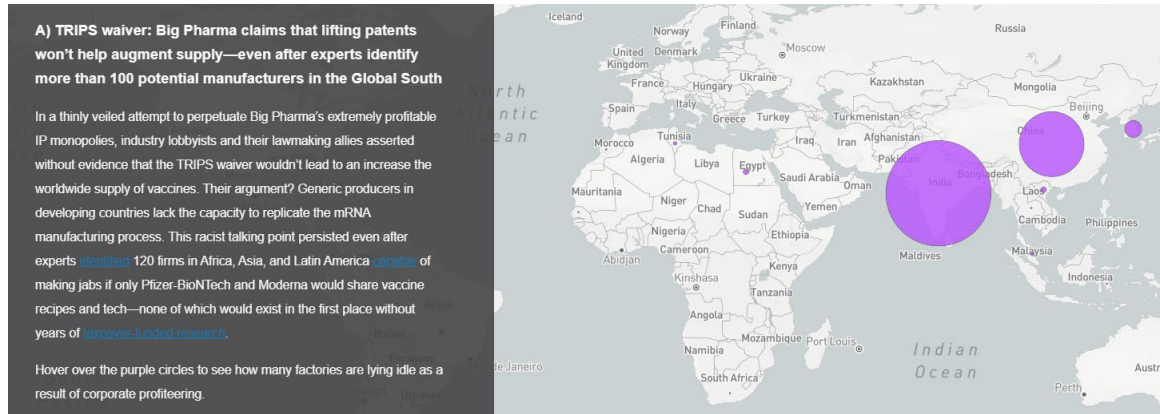 A) TRIPS waiver: Big Pharma claims that lifting patents
won't help augment supply—even after experts identify
more than 100 potential manufacturers in the Global South
In a thinly veiled attempt to perpetuate Big Pharma's extremely profitable
IP monopolies, industry lobbyists and their lawmaking allies asserted
without evidence that the TRIPS waiver wouldn't lead to an increase the
worldwide supply of vaccines. Their argument? Generic producers in
developing countries lack the capacity to replicate the mRNA
manufacturing process. This racist talking point persisted even after
experts identified 120 firms in Africa, Asia, and Latin America capable of
making jabs if only Pfizer-BioNTech and Moderna would share vaccine
recipes and tech—none of which would exist in the first place without
years of taxpayer-funded research.
Hover over the purple circles to see how many factories are lying idle as a
result of corporate profiteering.
North
Atlantic
Ocean
Iceland
Norway
Finland
Russia
United
Kingdom
Denmark
Moscow
France
Hungary
Ukraine
Kazakhstan
Mongolia
Spain
Italy
Greece
Turkey
Turkmenistan
Beijing
China
Morocco
Tunisia
Algeria
Libya
Egypt
Iraq
Iran
Afghanistan
Pakistan
Saudi Arabia
Oman
India
Bangladesh
Laos
Mauritania
Niger
Chad
Sudan
Yemen
Cambodia
Philippines
Nigeria
Cameroon
Ethiopia
Abidjan
Maldives
Malaysia
Kenya
Kinshasa
Tanzania
Indonesia
Angola
Mozambique
Port Louis
Namibia
Indian
Ocean
South Africa
de Janeiro
Perth
Austr
Brazil
Bolivia
Paraguay
Uruguay